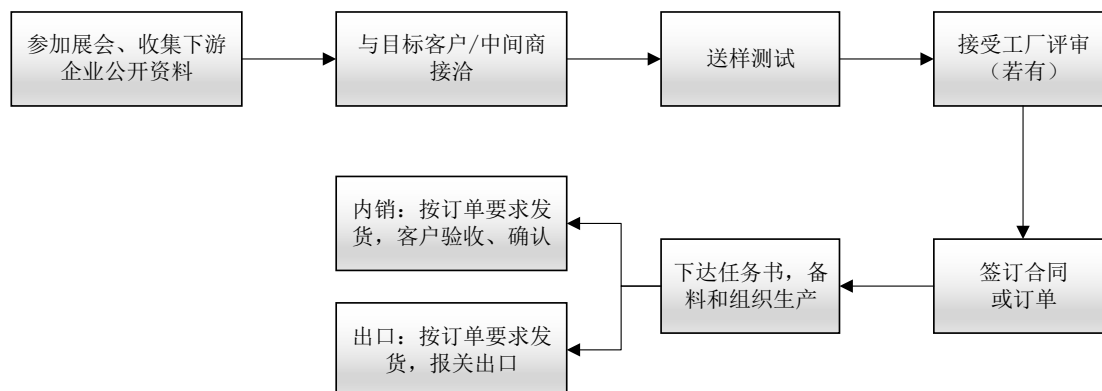 参加展会、收集下游
企业公开资料
与目标客户/中间商
接洽
送样测试
接受工厂评审
（若有）
签订合同
或订单
下达任务书，备
料和组织生产
内销：按订单要求发
货，客户验收、确认
出口：按订单要求发
货，报关出口